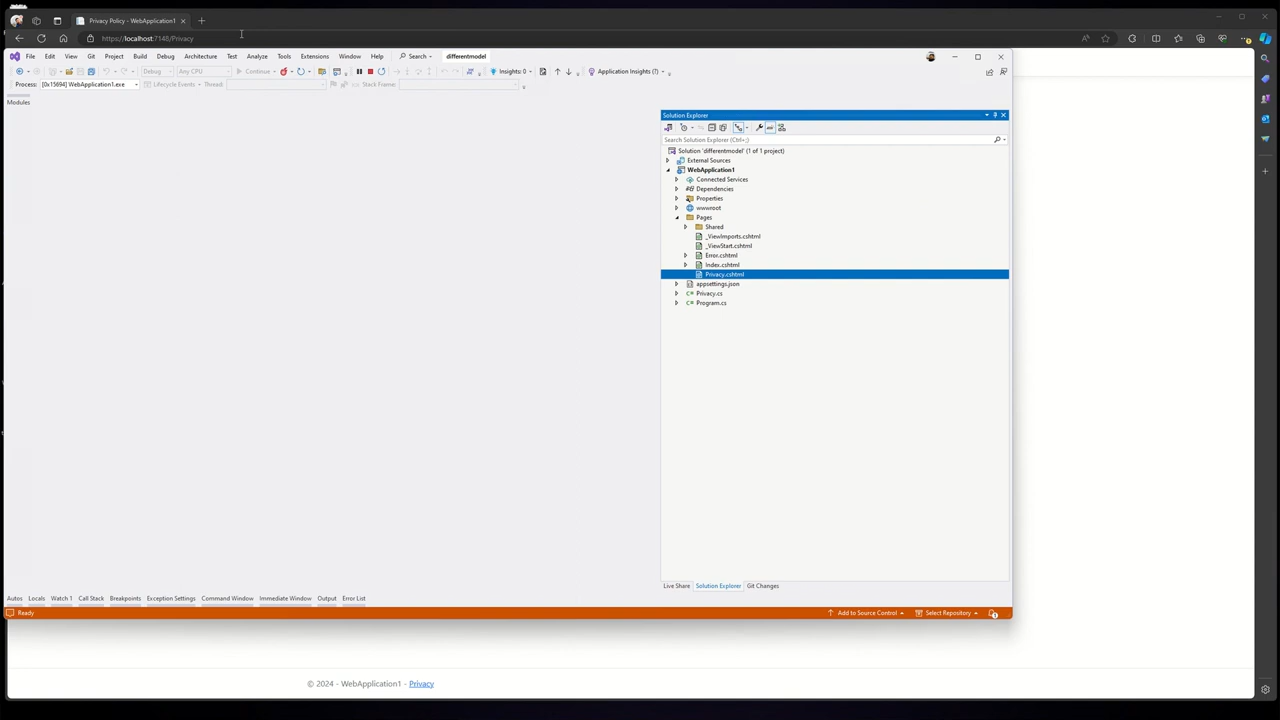 Privacy Policy - WebApplication1
https://localhost:7148/Privacy
File Edit View Git Project Build Debug Test Analyze Tools Extensions Window Help Search differentmodel
Debug Any CPU Continue Insights: 0 Application Insights (?)
Process: [0x15694] WebApplication1.exe Lifecycle Events Thread: Stack Frame:
Modules
Solution Explorer
Search Solution Explorer (Ctrl+;)
Solution 'differentmodel' (1 of 1 project)
External Sources
WebApplication1
Connected Services
Dependencies
Properties
wwwroot
Pages
Shared
_ViewImports.cshtml
_ViewStart.cshtml
Error.cshtml
Index.cshtml
Privacy.cshtml
appsettings.json
C# Privacy.cs
C# Program.cs
Live Share Solution Explorer Git Changes
Autos Locals Watch 1 Call Stack Breakpoints Exception Settings Command Window Immediate Window Output Error List
Ready Add to Source Control Select Repository 1
© 2024 - WebApplication1 - Privacy